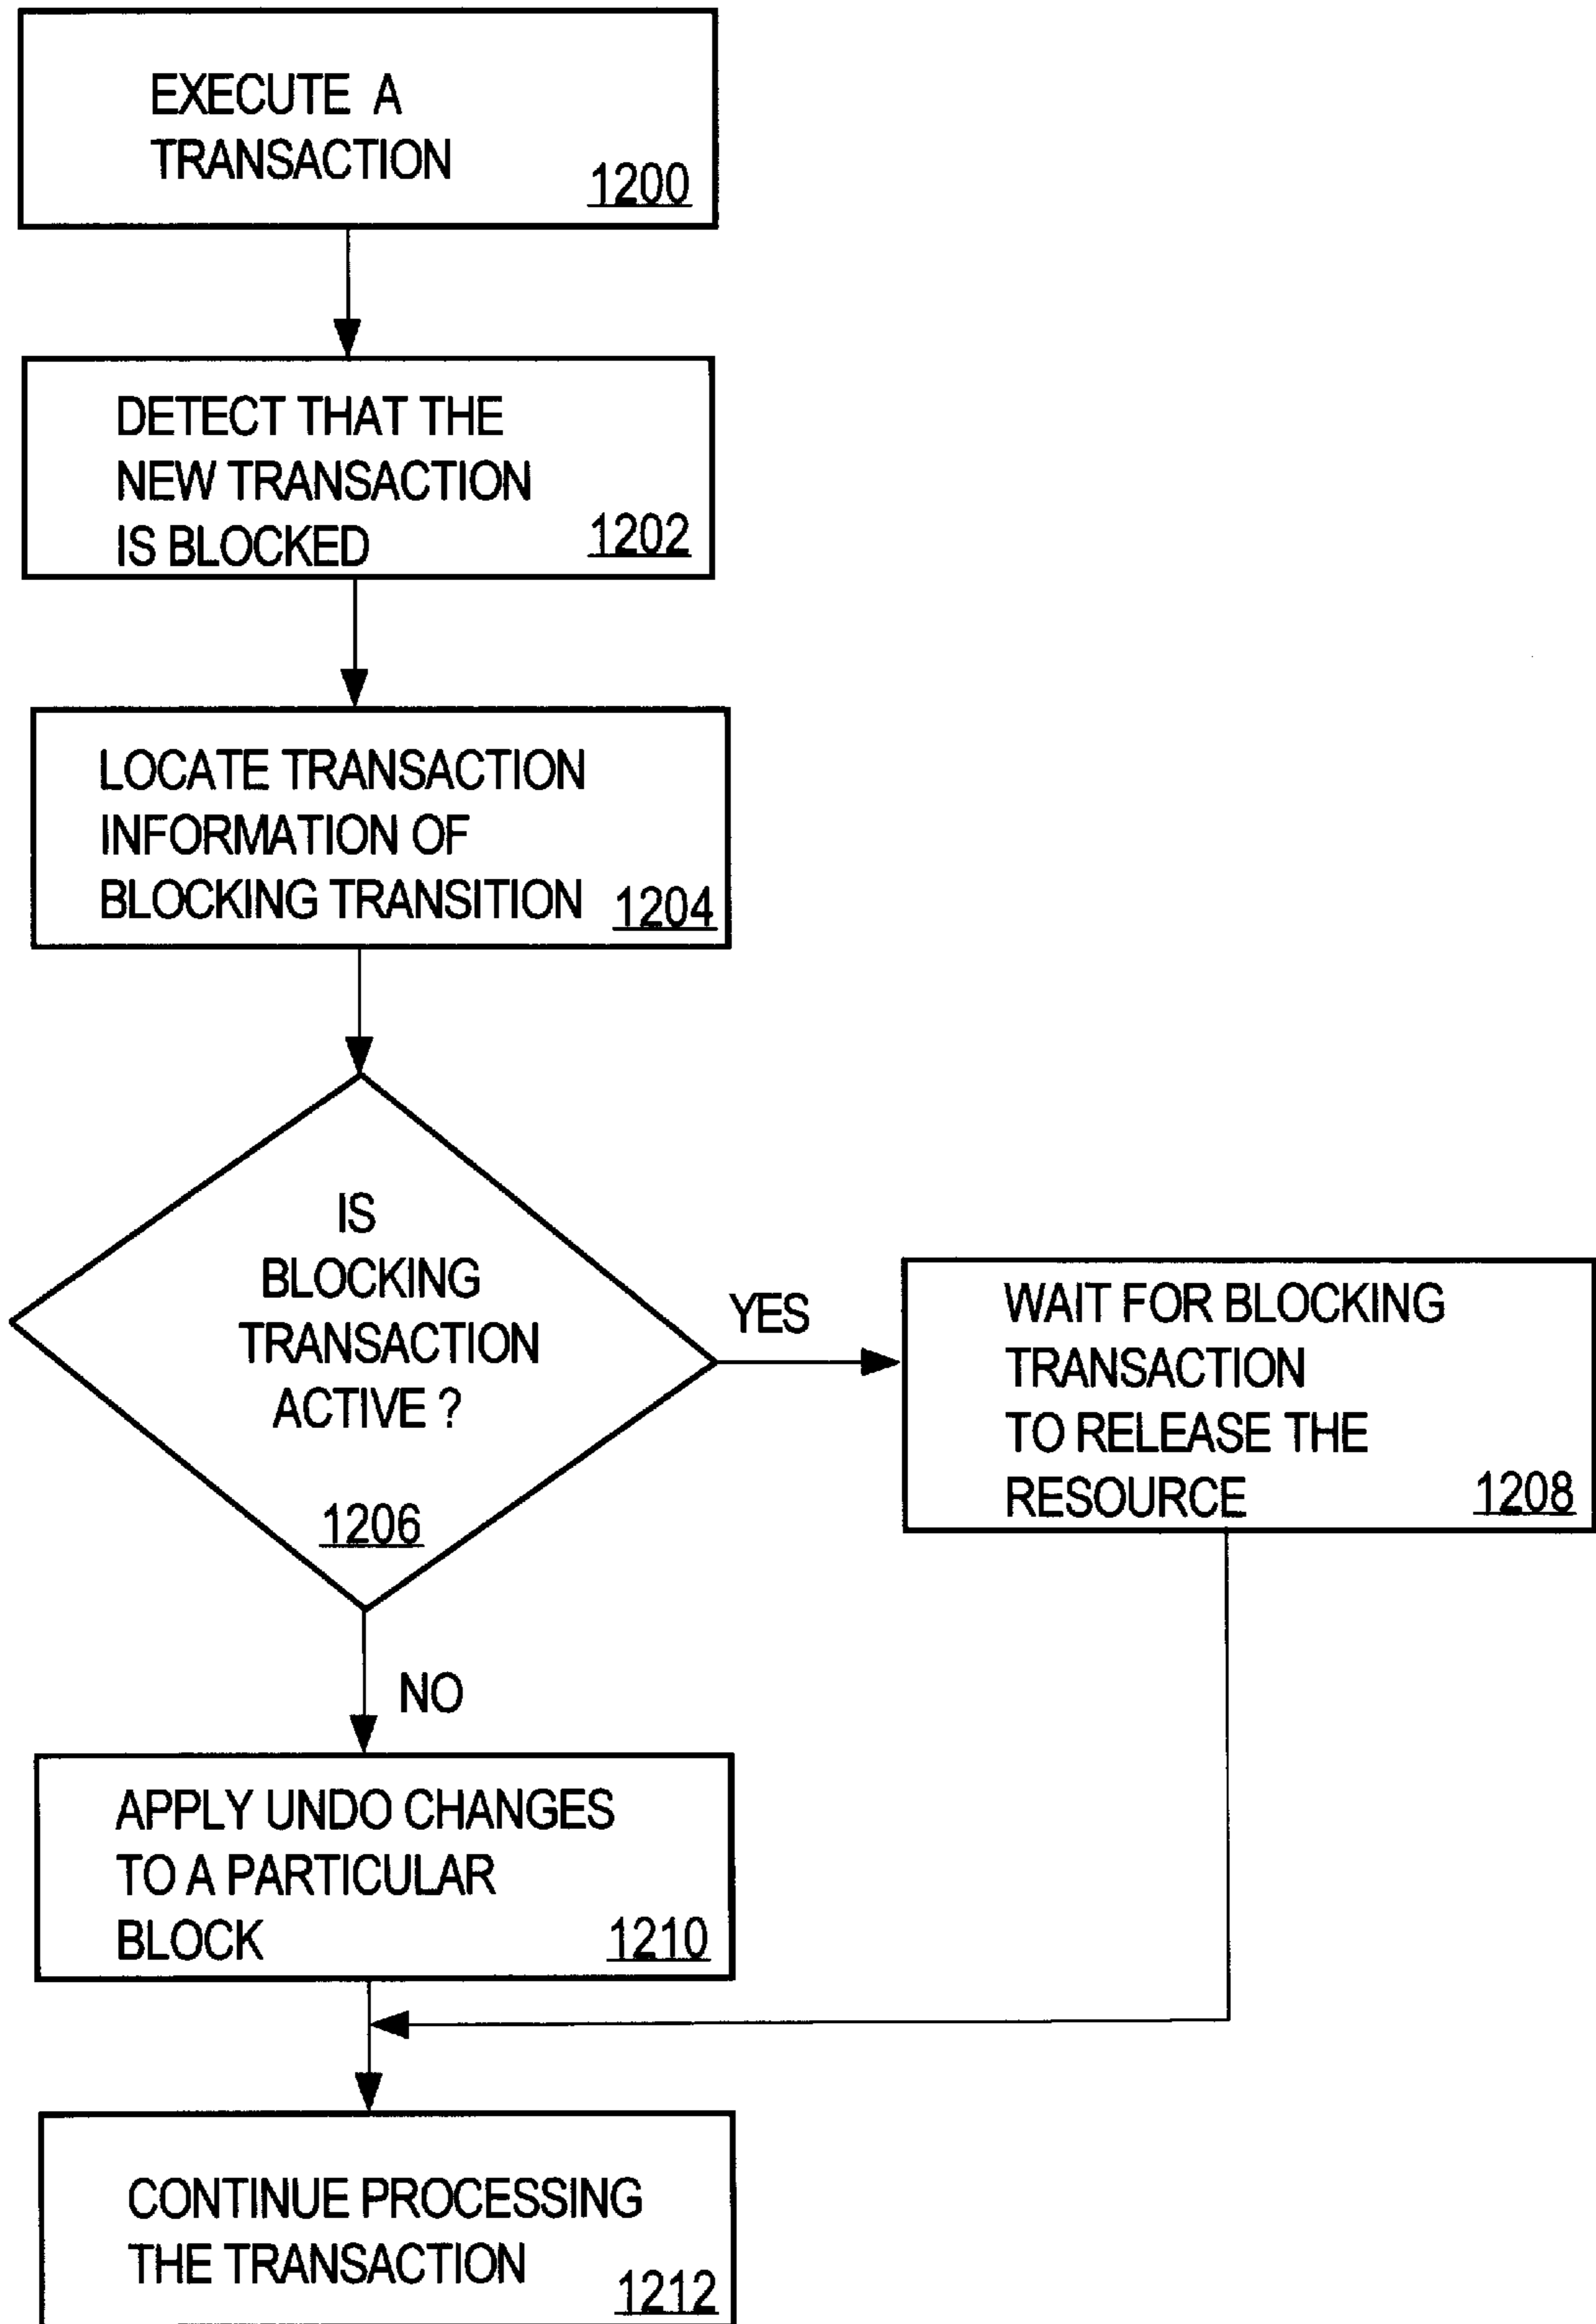 EXECUTE A
TRANSACTION
1200
DETECT THAT THE
NEW TRANSACTION
IS BLOCKED
1202
LOCATE TRANSACTION
INFORMATION OF
BLOCKING TRANSITION
1204
IS
BLOCKING
TRANSACTION
ACTIVE ?
1206
YES
WAIT FOR BLOCKING
TRANSACTION
TO RELEASE THE
RESOURCE
1208
NO
APPLY UNDO CHANGES
TO A PARTICULAR
BLOCK
1210
CONTINUE PROCESSING
THE TRANSACTION
1212